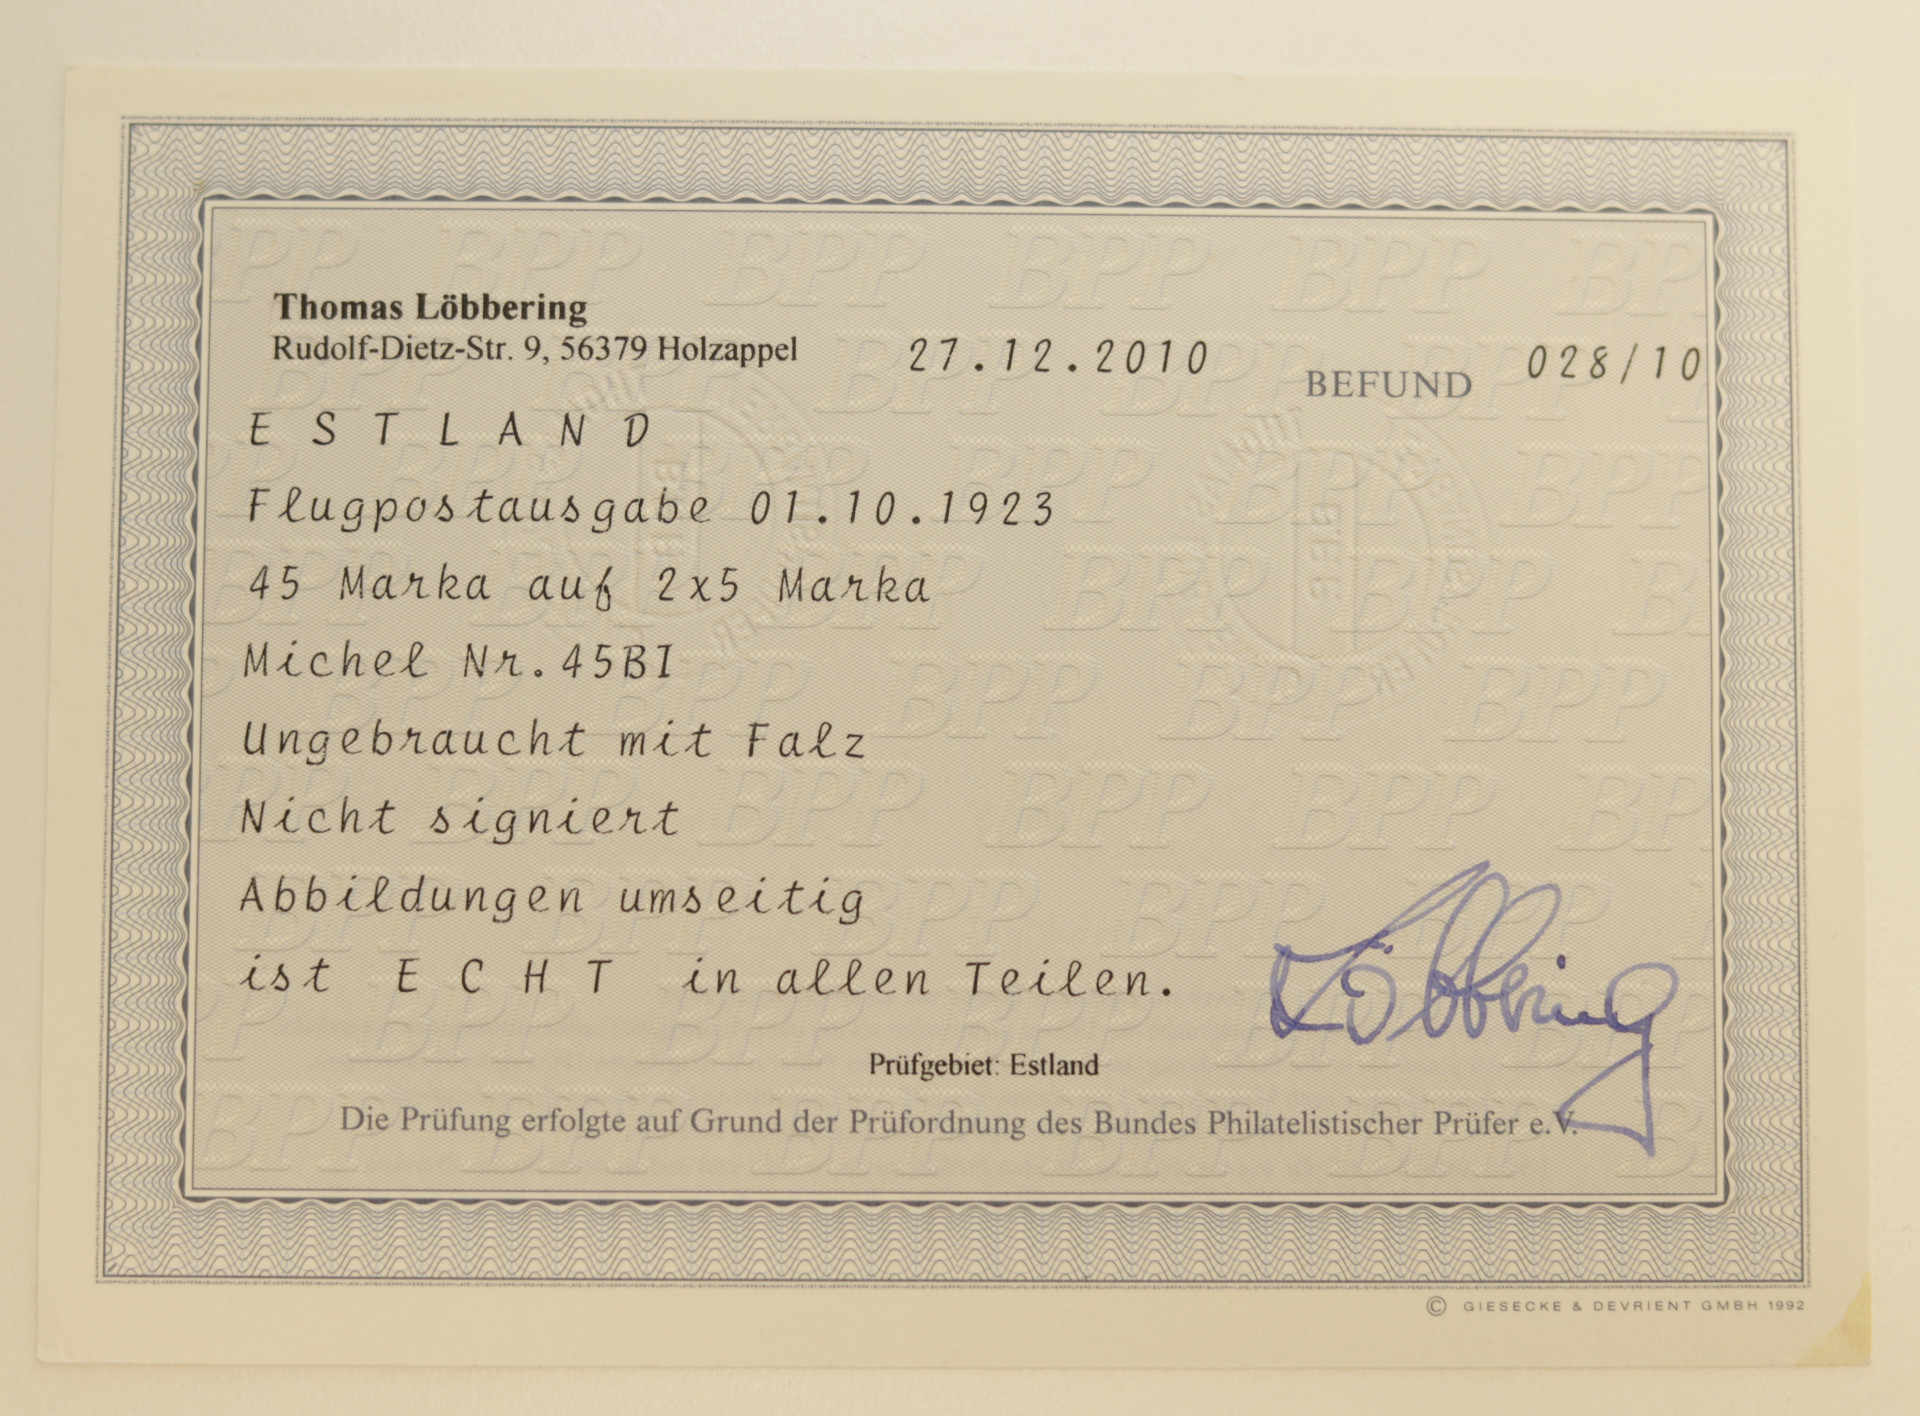 Thomas Löbbering
Rudolf-Dietz-Str. 9, 56379 Holzappel
27.12.2010
BEFUND
028/10
E S T L A N D
Flugpostausgabe 01.10.1923
45 Marka auf 2x5 Marka
Michel Nr.45BI
Ungebraucht mit Falz
Nicht signiert
Abbildungen umseitig
ist E C H T in allen Teilen.
Löbbering
Prüfgebiet: Estland
Die Prüfung erfolgte auf Grund der Prüfordnung des Bundes Philatelistischer Prüfer e.V.
© GIESECKE & DEVRIENT GMBH 1992